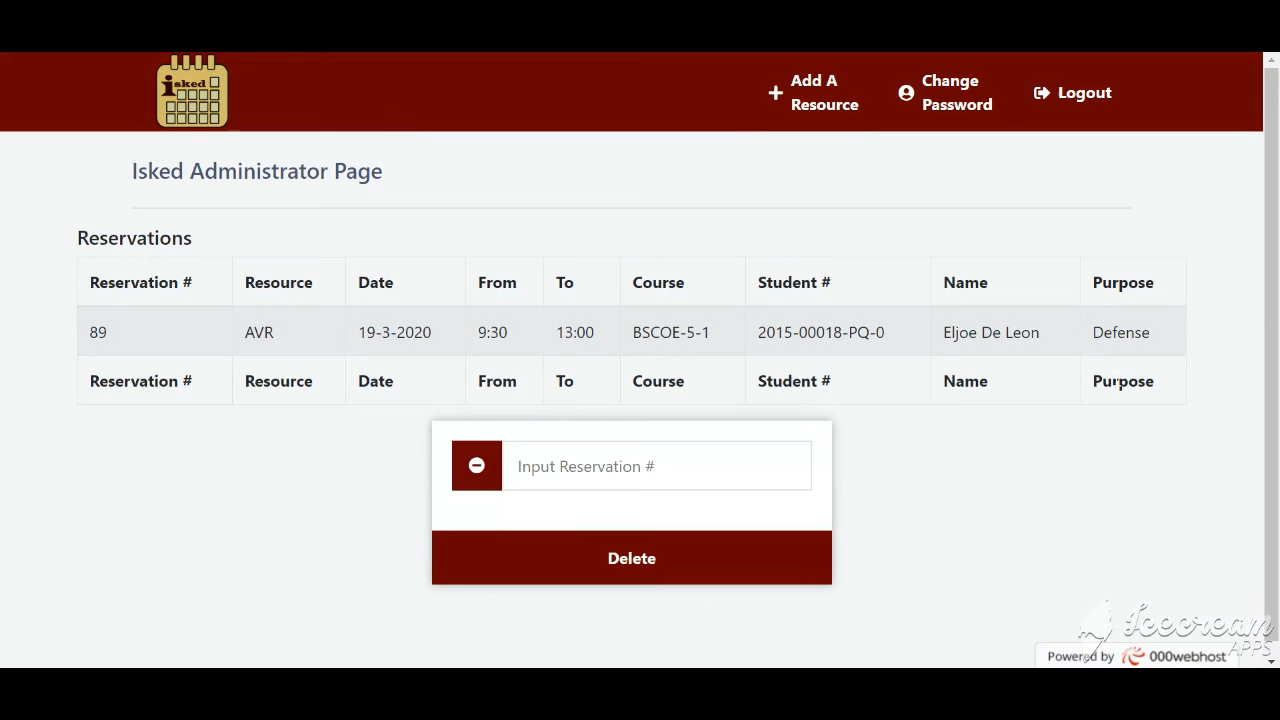 isked
Add A
Resource
Change
Password
Logout
Isked Administrator Page
Reservations
Reservation # Resource Date From To Course Student # Name Purpose
89 AVR 19-3-2020 9:30 13:00 BSCOE-5-1 2015-00018-PQ-0 Eljoe De Leon Defense
Reservation # Resource Date From To Course Student # Name Purpose
Input Reservation #
Delete
Icecream
APPS
Powered by 000webhost